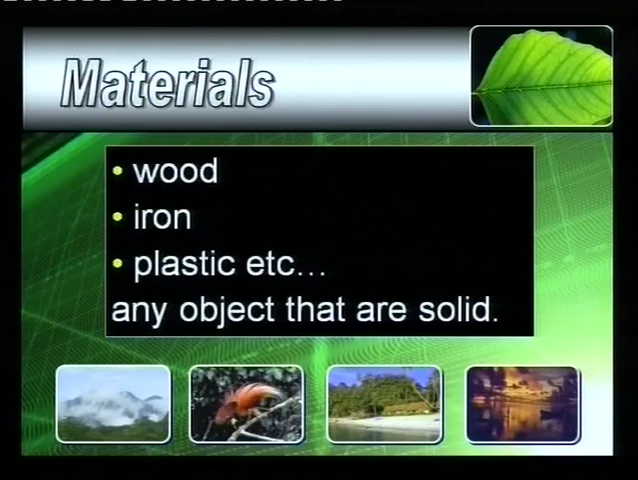 Materials
• wood
• iron
• plastic etc…
any object that are solid.